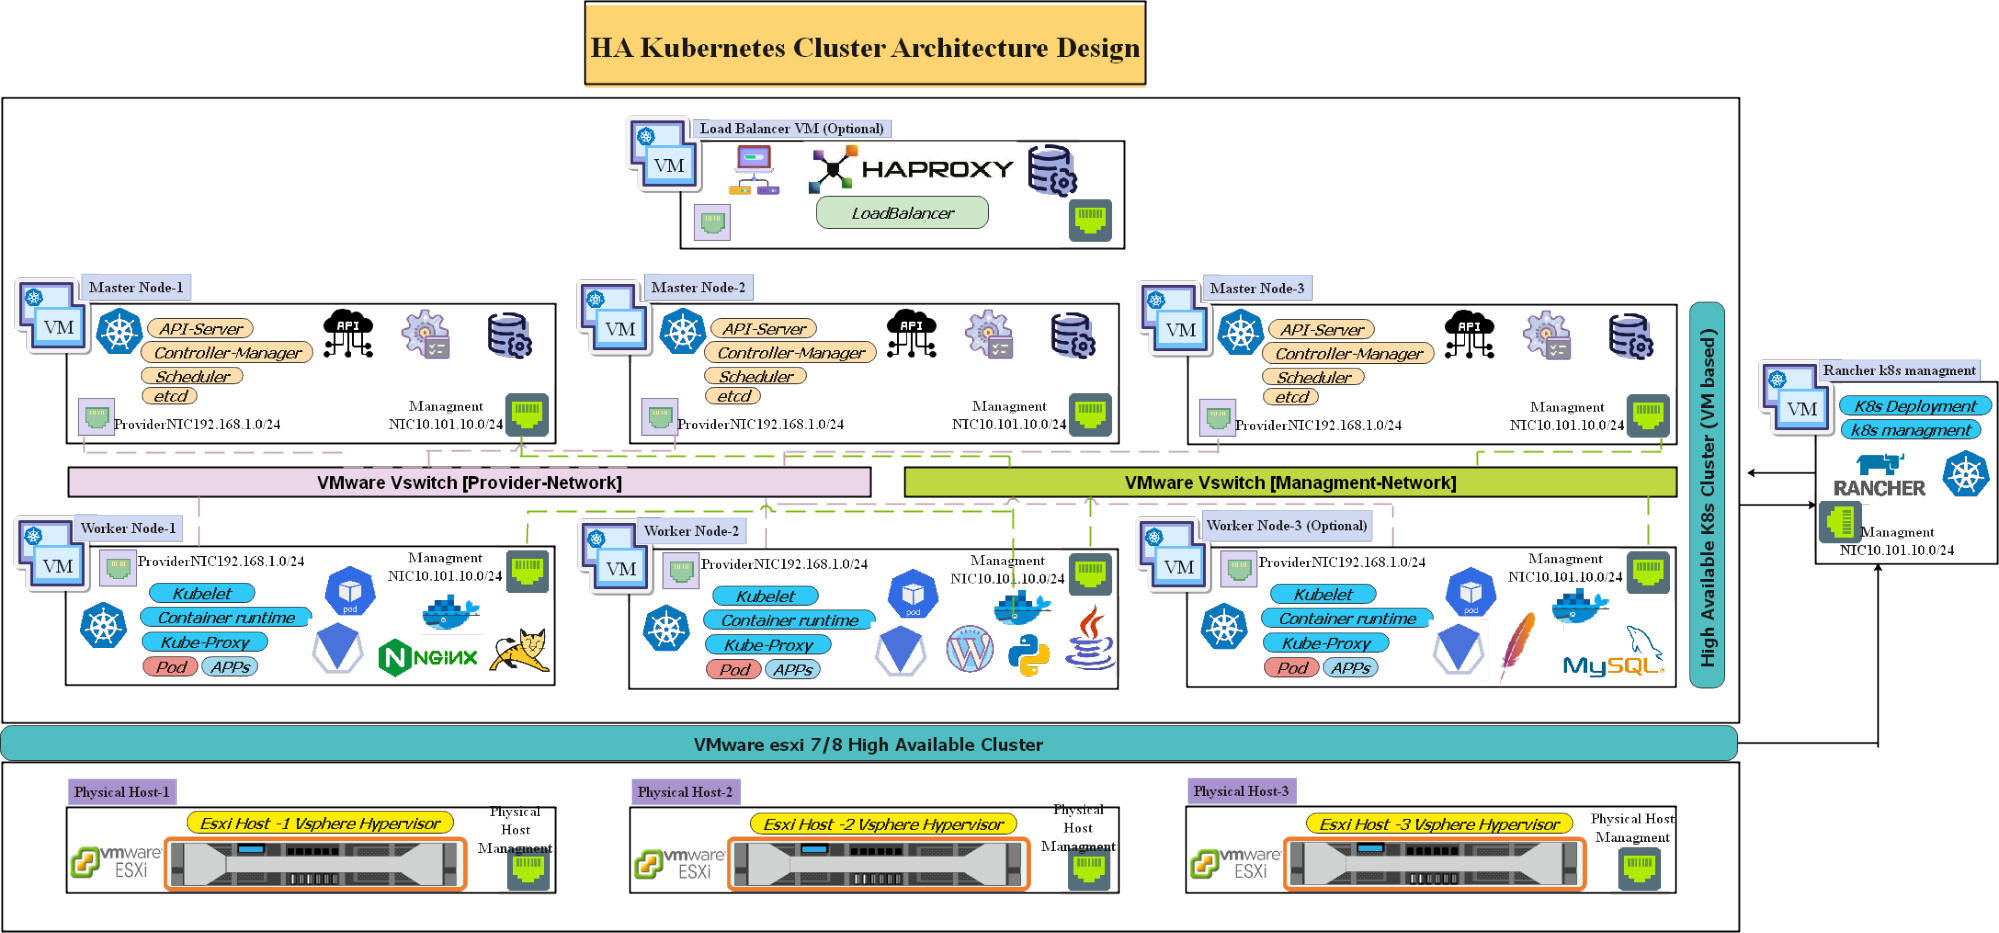 HA Kubernetes Cluster Architecture Design
Load Balancer VM (Optional)
VM
HAPROXY
LoadBalancer
Master Node-1
VM
API-Server
Controller-Manager
Scheduler
etcd
API
ProviderNIC192.168.1.0/24
Managment
NIC10.101.10.0/24
Master Node-2
VM
API-Server
Controller-Manager
Scheduler
etcd
API
ProviderNIC192.168.1.0/24
Managment
NIC10.101.10.0/24
Master Node-3
VM
API-Server
Controller-Manager
Scheduler
etcd
API
ProviderNIC192.168.1.0/24
Managment
NIC10.101.10.0/24
VMware Vswitch [Provider-Network]
VMware Vswitch [Managment-Network]
Worker Node-1
VM
ProviderNIC192.168.1.0/24
Managment
NIC10.101.10.0/24
Kubelet
Container runtime
Kube-Proxy
Pod
APPs
pod
NGINX
Worker Node-2
VM
ProviderNIC192.168.1.0/24
Managment
NIC10.101.10.0/24
Kubelet
Container runtime
Kube-Proxy
Pod
APPs
pod
Worker Node-3 (Optional)
VM
ProviderNIC192.168.1.0/24
Managment
NIC10.101.10.0/24
Kubelet
Container runtime
Kube-Proxy
Pod
APPs
pod
MySQL
High Available K8s Cluster (VM based)
Rancher k8s managment
VM
K8s Deployment
k8s managment
RANCHER
Managment
NIC10.101.10.0/24
VMware esxi 7/8 High Available Cluster
Physical Host-1
Esxi Host -1 Vsphere Hypervisor
vmware
ESXi
Physical
Host
Managment
Physical Host-2
Esxi Host -2 Vsphere Hypervisor
vmware
ESXi
Physical
Host
Managment
Physical Host-3
Esxi Host -3 Vsphere Hypervisor
vmware
ESXi
Physical Host
Managment